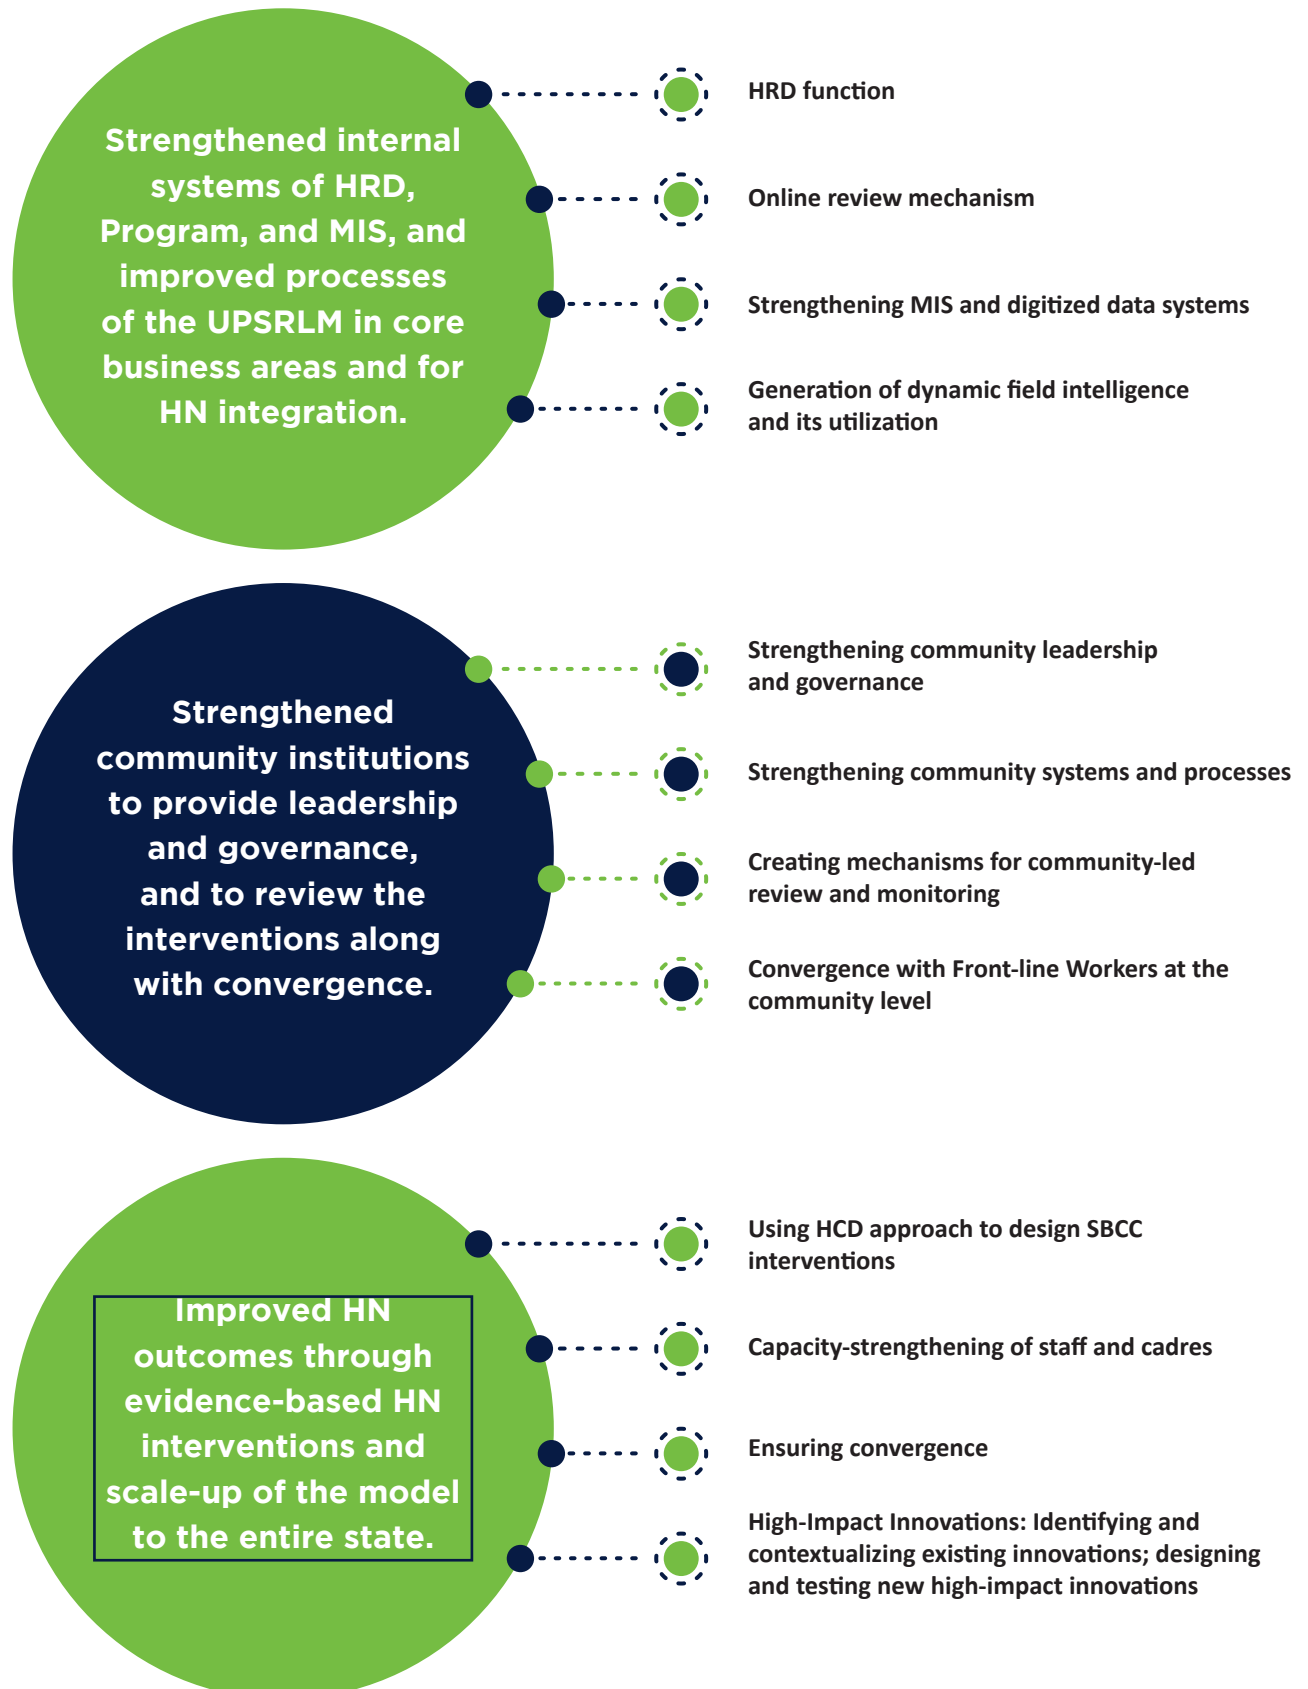 Strengthened internal
systems of HRD,
Program, and MIS, and
improved processes
of the UPSRLM in core
business areas and for
HN integration.
HRD function
Online review mechanism
Strengthening MIS and digitized data systems
Generation of dynamic field intelligence
and its utilization
Strengthened
community institutions
to provide leadership
and governance,
and to review the
interventions along
with convergence.
Strengthening community leadership
and governance
Strengthening community systems and processes
Creating mechanisms for community-led
review and monitoring
Convergence with Front-line Workers at the
community level
Improved HN
outcomes through
evidence-based HN
interventions and
scale-up of the model
to the entire state.
Using HCD approach to design SBCC
interventions
Capacity-strengthening of staff and cadres
Ensuring convergence
High-Impact Innovations: Identifying and
contextualizing existing innovations; designing
and testing new high-impact innovations